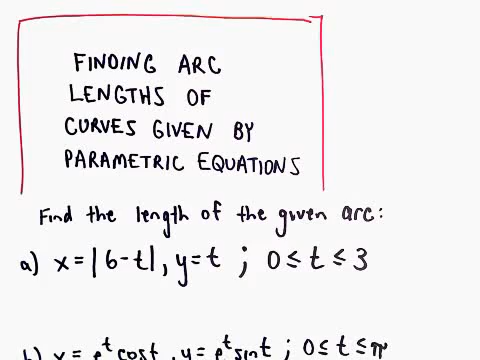 FINDING ARC
LENGTHS OF
CURVES GIVEN BY
PARAMETRIC EQUATIONS
Find the length of the given arc:
a) x = |6-t|, y = t ; 0 ≤ t ≤ 3
b) x = e^t cost, y = e^t sint ; 0 ≤ t ≤ π